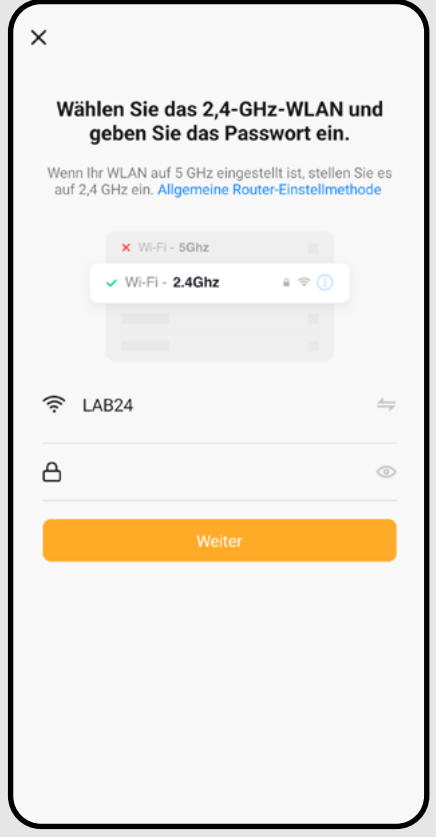 Wählen Sie das 2,4-GHz-WLAN und
geben Sie das Passwort ein.
Wenn Ihr WLAN auf 5 GHz eingestellt ist, stellen Sie es
auf 2,4 GHz ein. Allgemeine Router-Einstellmethode
Wi-Fi - 5Ghz
Wi-Fi - 2.4Ghz
LAB24
Weiter